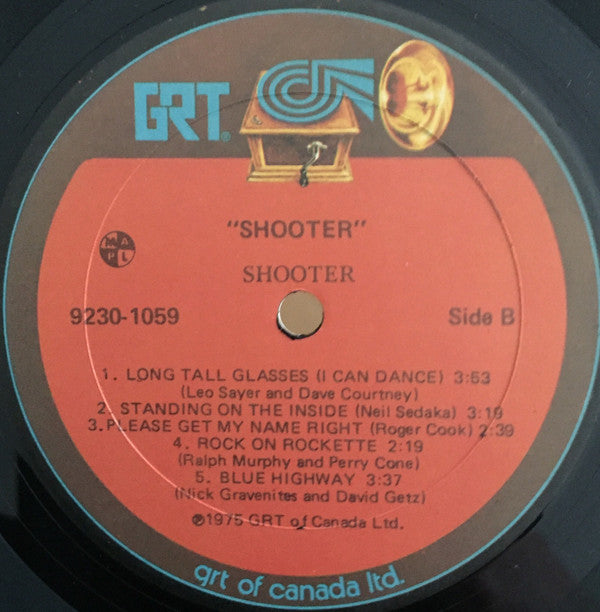 GRT®
"SHOOTER"
M A P L
SHOOTER
9230-1059 Side B
1. LONG TALL GLASSES (I CAN DANCE) 3:53
(Leo Sayer and Dave Courtney)
2. STANDING ON THE INSIDE (Neil Sedaka) 3:19
3. PLEASE GET MY NAME RIGHT (Roger Cook) 2:39
4. ROCK ON ROCKETTE 2:19
(Ralph Murphy and Perry Cone)
5. BLUE HIGHWAY 3:37
(Nick Gravenites and David Getz)
℗1975 GRT of Canada Ltd.
grt of canada ltd.